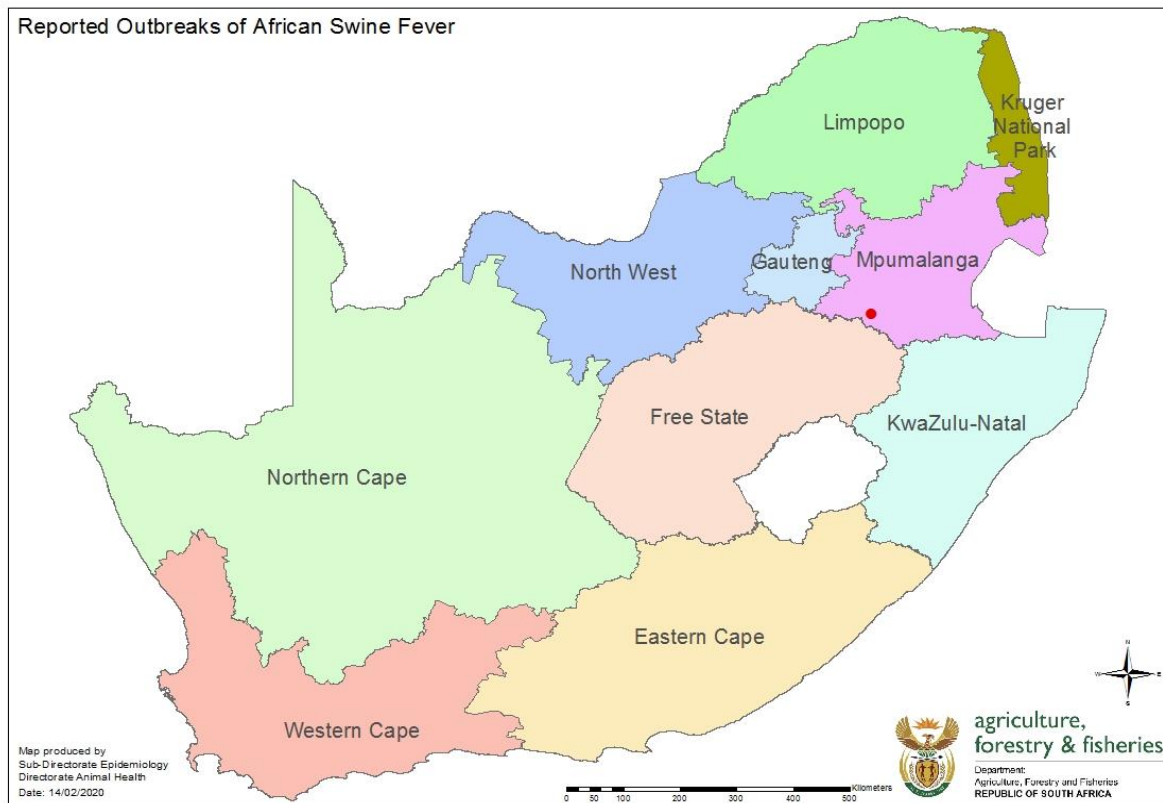 Reported Outbreaks of African Swine Fever
Limpopo
Kruger
National
Park
North West
Gauteng
Mpumalanga
Free State
KwaZulu-Natal
Northern Cape
Eastern Cape
Western Cape
N
W
E
S
Map produced by
Sub-Directorate Epidemiology
Directorate Animal Health
Date: 14/02/2020
Kilometers
0 50 100 200 300 400 500
agriculture,
forestry & fisheries
Department:
Agriculture, Forestry and Fisheries
REPUBLIC OF SOUTH AFRICA